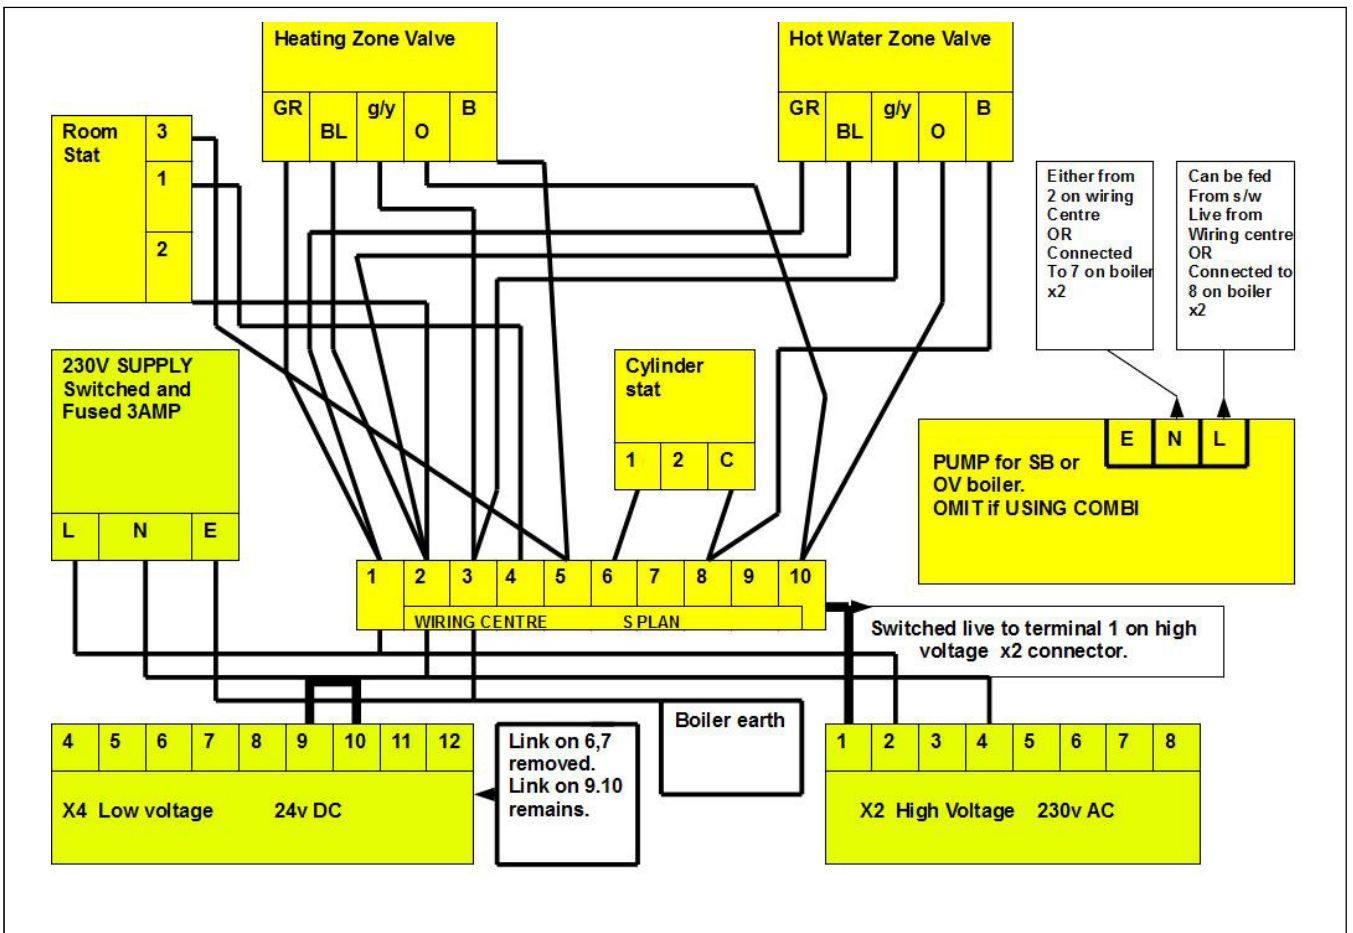 Heating Zone Valve
GR BL g/y O B
Hot Water Zone Valve
GR BL g/y O B
Room
Stat
3
1
2
Either from
2 on wiring
Centre
OR
Connected
To 7 on boiler
x2
Can be fed
From s/w
Live from
Wiring centre
OR
Connected to
8 on boiler
x2
230V SUPPLY
Switched and
Fused 3AMP
L N E
Cylinder
stat
1 2 C
E N L
PUMP for SB or
OV boiler.
OMIT if USING COMBI
1 2 3 4 5 6 7 8 9 10
WIRING CENTRE S PLAN
Switched live to terminal 1 on high
voltage x2 connector.
4 5 6 7 8 9 10 11 12
X4 Low voltage 24v DC
Link on 6,7
removed.
Link on 9.10
remains.
Boiler earth
1 2 3 4 5 6 7 8
X2 High Voltage 230v AC